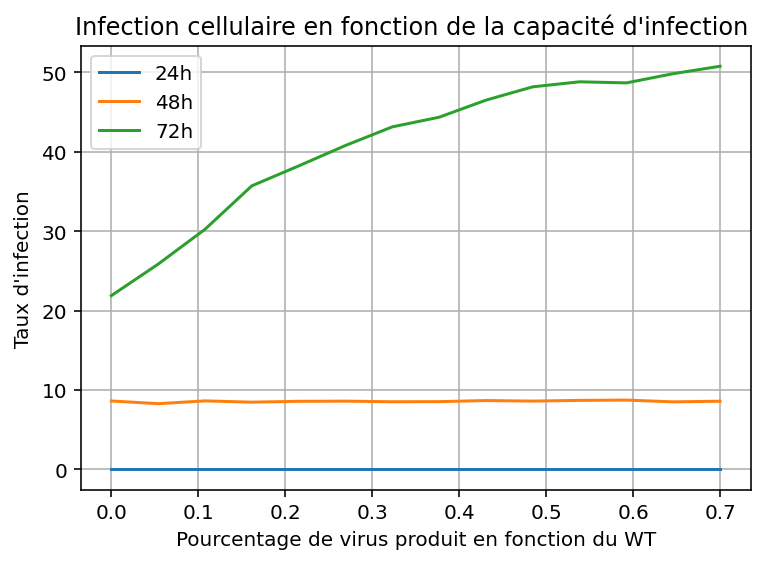 Infection cellulaire en fonction de la capacité d'infection
24h
48h
72h
Taux d'infection
50
40
30
20
10
0
0.0 0.1 0.2 0.3 0.4 0.5 0.6 0.7
Pourcentage de virus produit en fonction du WT